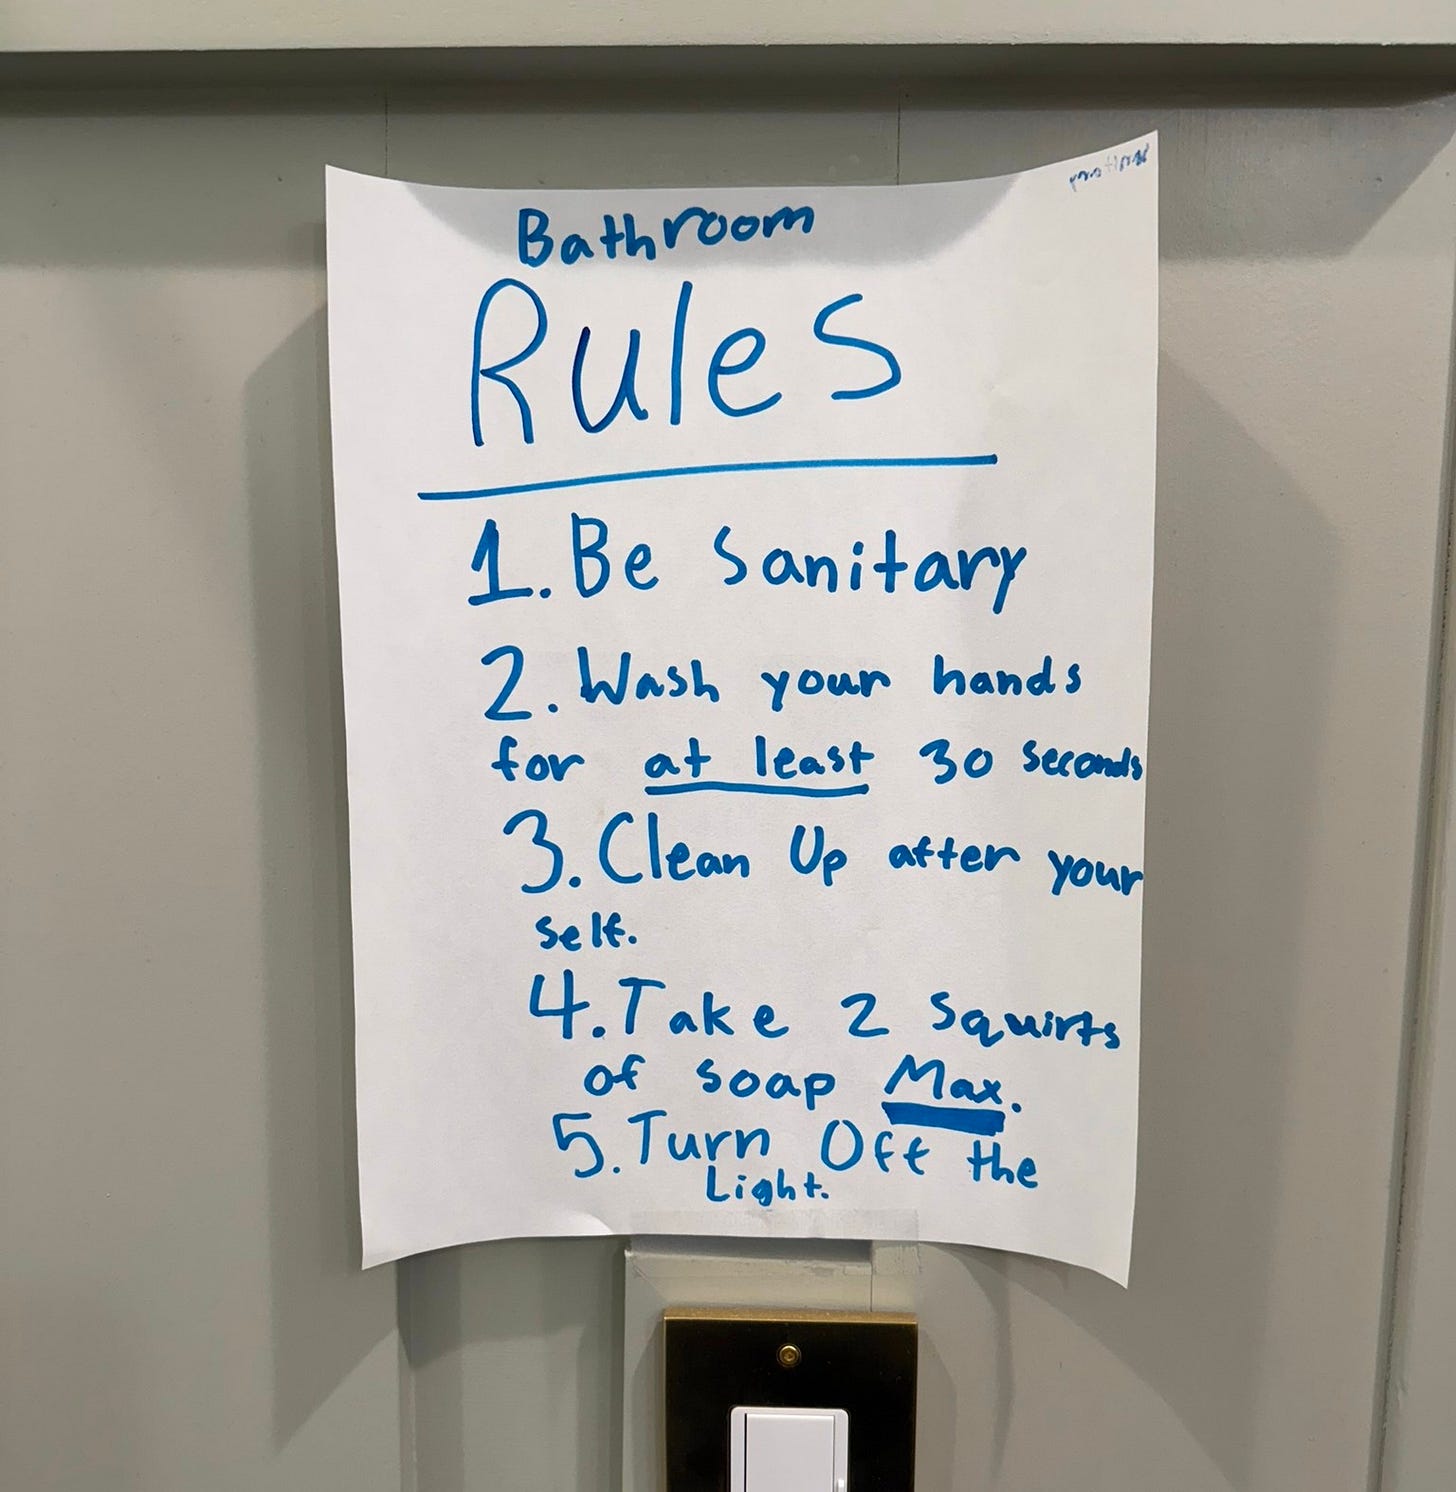 Bathroom
Rules
1. Be Sanitary
2. Wash your hands
for at least 30 seconds
3. Clean Up after your
self.
4. Take 2 Squirts
of soap Max.
5. Turn Off the
Light.